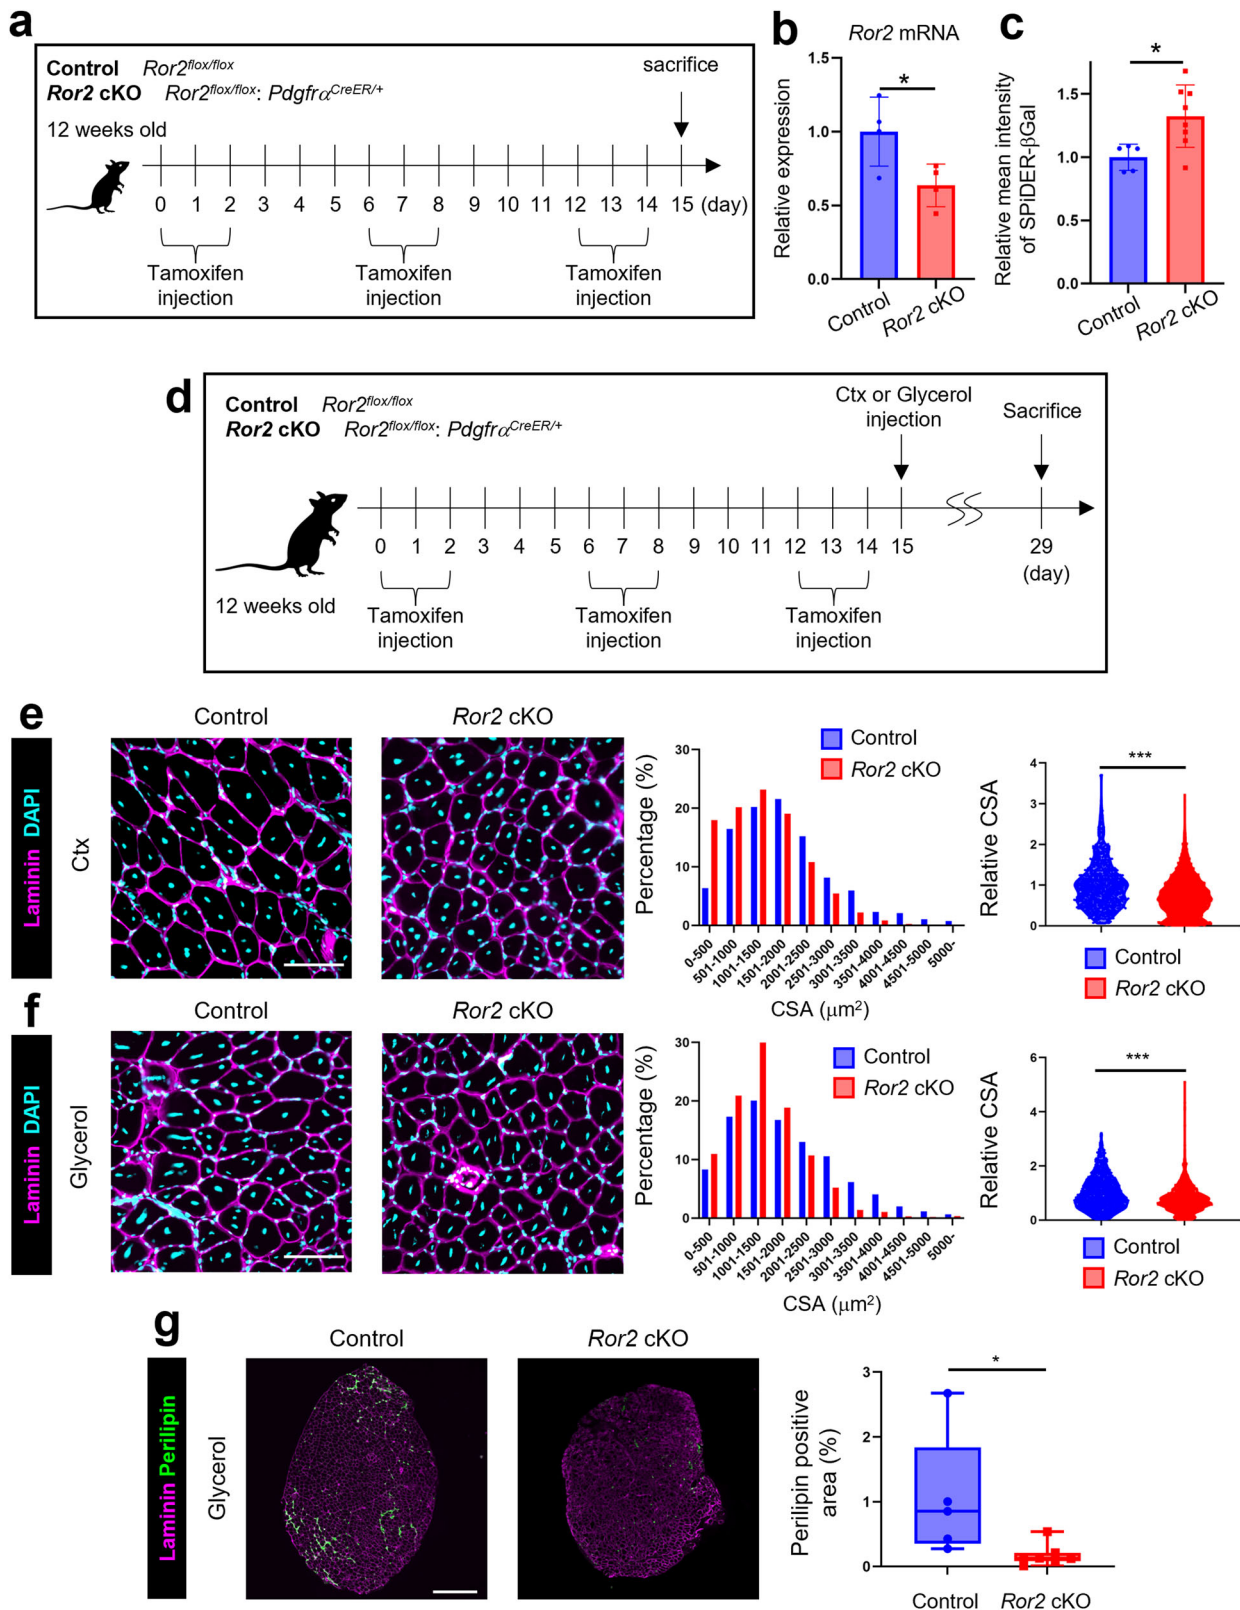 a
Control Ror2flox/flox
Ror2 cKO Ror2flox/flox: PdgfrαCreER/+
sacrifice
12 weeks old
0 1 2 3 4 5 6 7 8 9 10 11 12 13 14 15 (day)
Tamoxifen injection
Tamoxifen injection
Tamoxifen injection
b
Ror2 mRNA
Relative expression
1.5
1.0
0.5
0.0
*
Control
Ror2 cKO
c
Relative mean intensity
of SPiDER-βGal
1.5
1.0
0.5
0.0
*
Control
Ror2 cKO
d
Control Ror2flox/flox
Ror2 cKO Ror2flox/flox: PdgfrαCreER/+
Ctx or Glycerol
injection
Sacrifice
12 weeks old
0 1 2 3 4 5 6 7 8 9 10 11 12 13 14 15 29
(day)
Tamoxifen injection
Tamoxifen injection
Tamoxifen injection
e
Laminin DAPI
Ctx
Control
Ror2 cKO
Percentage (%)
30
20
10
0
Control
Ror2 cKO
0-500
501-1000
1001-1500
1501-2000
2001-2500
2501-3000
3001-3500
3501-4000
4001-4500
4501-5000
5000-
CSA (μm2)
Relative CSA
4
3
2
1
0
***
Control
Ror2 cKO
f
Laminin DAPI
Glycerol
Control
Ror2 cKO
Percentage (%)
30
20
10
0
Control
Ror2 cKO
0-500
501-1000
1001-1500
1501-2000
2001-2500
2501-3000
3001-3500
3501-4000
4001-4500
4501-5000
5000-
CSA (μm2)
Relative CSA
6
4
2
0
***
Control
Ror2 cKO
g
Laminin Perilipin
Glycerol
Control
Ror2 cKO
Perilipin positive
area (%)
3
2
1
0
*
Control
Ror2 cKO